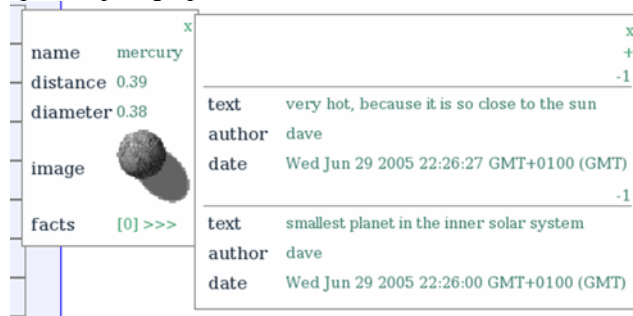 x
name mercury
distance 0.39
diameter 0.38
image
facts [0] >>>
x
+
-1
text very hot, because it is so close to the sun
author dave
date Wed Jun 29 2005 22:26:27 GMT+0100 (GMT)
-1
text smallest planet in the inner solar system
author dave
date Wed Jun 29 2005 22:26:00 GMT+0100 (GMT)